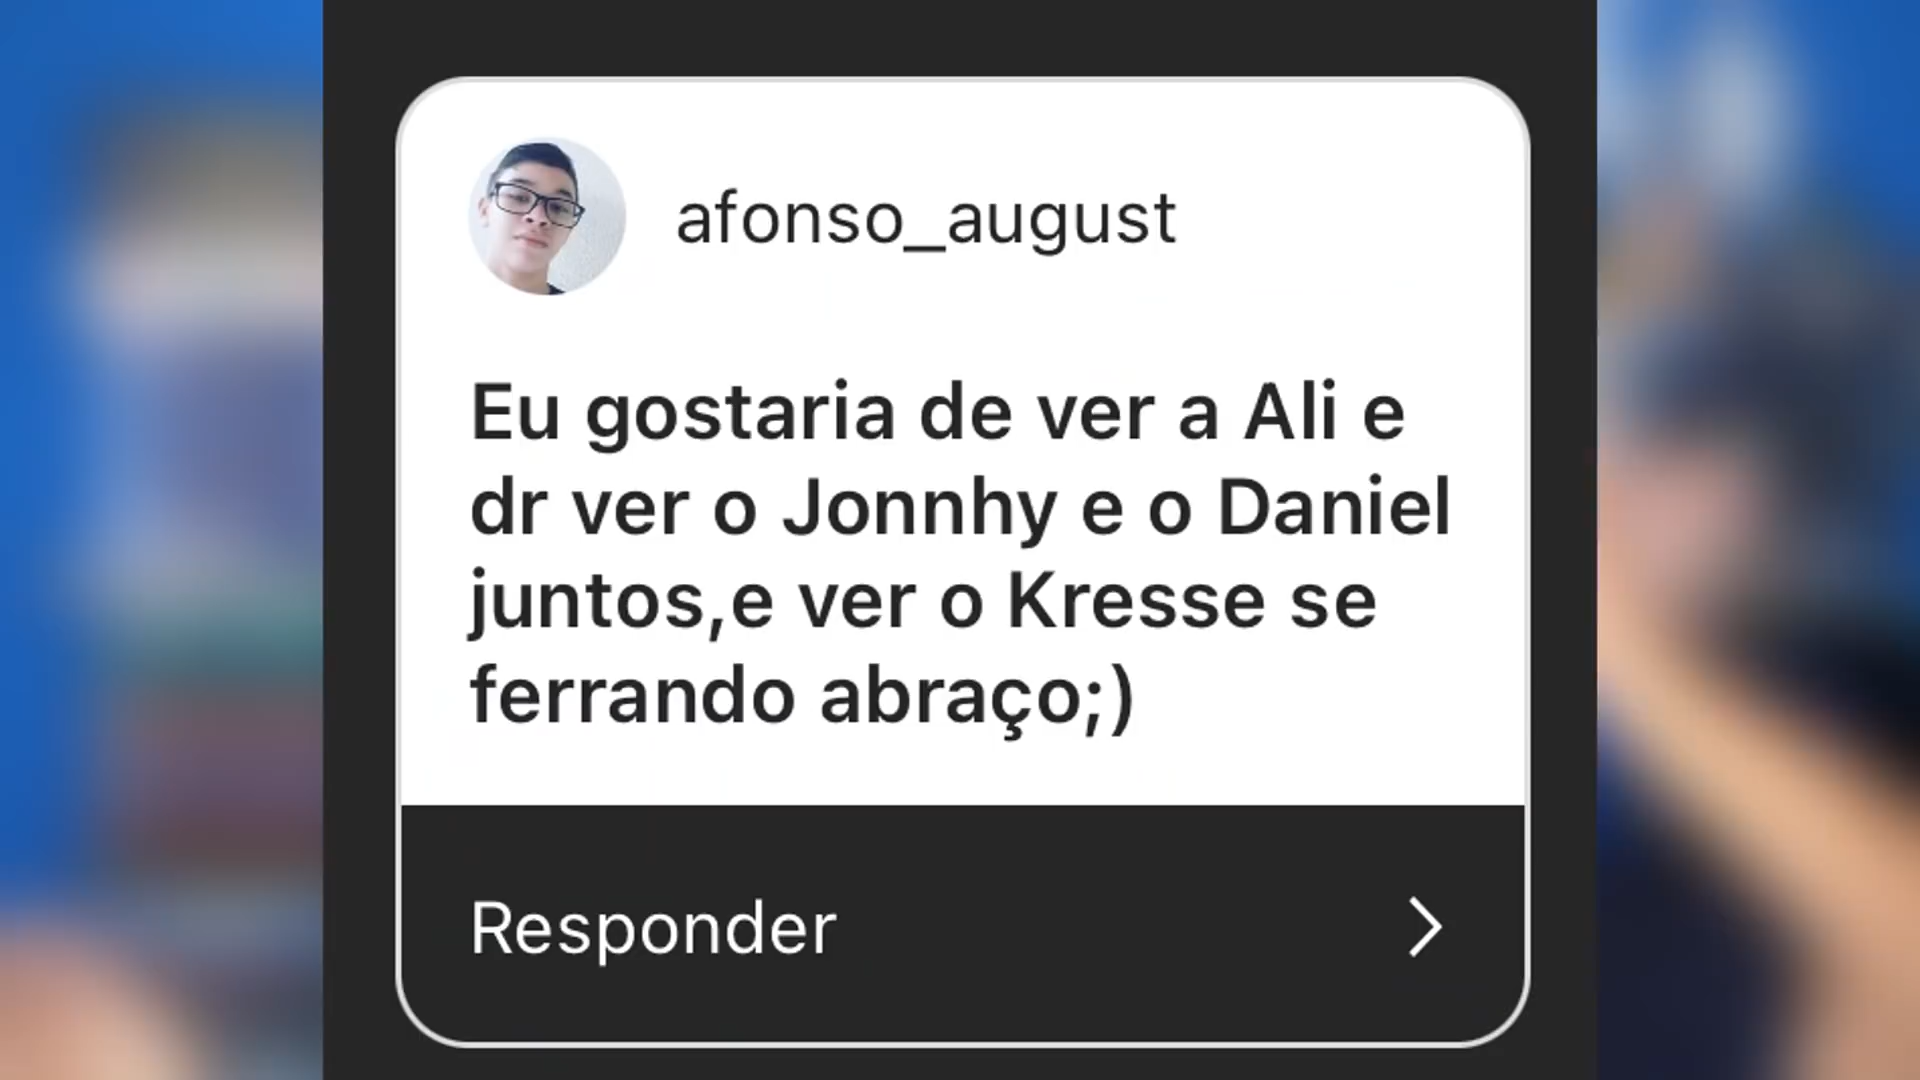 afonso_august
Eu gostaria de ver a Ali e
dr ver o Jonnhy e o Daniel
juntos,e ver o Kresse se
ferrando abraço;)
Responder